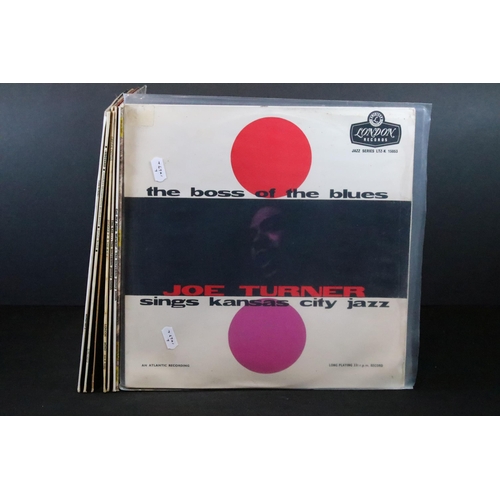 LONDON
RECORDS
JAZZ SERIES LTZ-K 15053
the boss of the blues
JOE TURNER
sings kansas city jazz
AN ATLANTIC RECORDING
LONG PLAYING 33⅓ r.p.m. RECORD